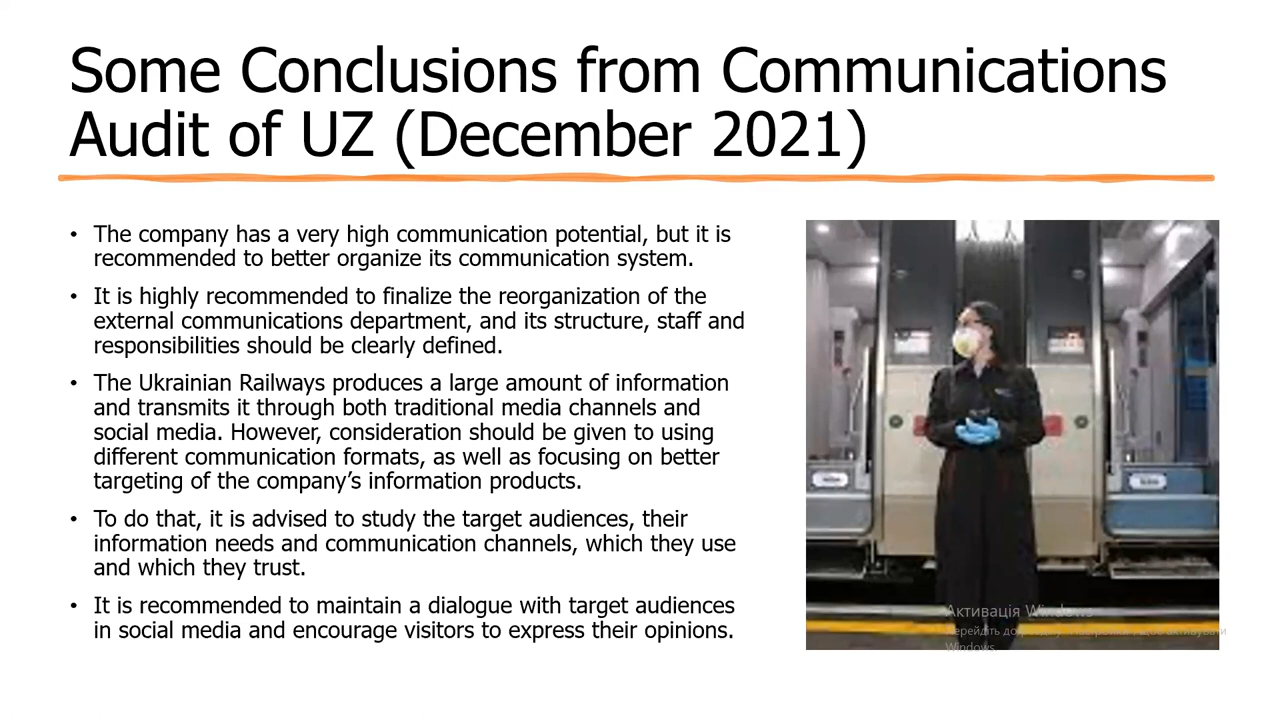 Some Conclusions from Communications
Audit of UZ (December 2021)
• The company has a very high communication potential, but it is
recommended to better organize its communication system.
• It is highly recommended to finalize the reorganization of the
external communications department, and its structure, staff and
responsibilities should be clearly defined.
• The Ukrainian Railways produces a large amount of information
and transmits it through both traditional media channels and
social media. However, consideration should be given to using
different communication formats, as well as focusing on better
targeting of the company’s information products.
• To do that, it is advised to study the target audiences, their
information needs and communication channels, which they use
and which they trust.
• It is recommended to maintain a dialogue with target audiences
in social media and encourage visitors to express their opinions.
Активація Windows
Windows.